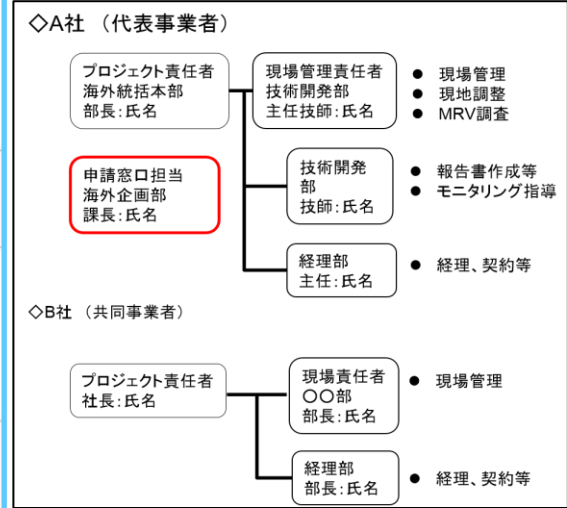 ◇A社 （代表事業者）
プロジェクト責任者
海外統括本部
部長：氏名
現場管理責任者
技術開発部
主任技師：氏名
● 現場管理
● 現地調整
● MRV調査
申請窓口担当
海外企画部
課長：氏名
技術開発
部
技師：氏名
● 報告書作成等
● モニタリング指導
経理部
主任：氏名
● 経理、契約等
◇B社 （共同事業者）
プロジェクト責任者
社長：氏名
現場責任者
〇〇部
部長：氏名
● 現場管理
経理部
部長：氏名
● 経理、契約等